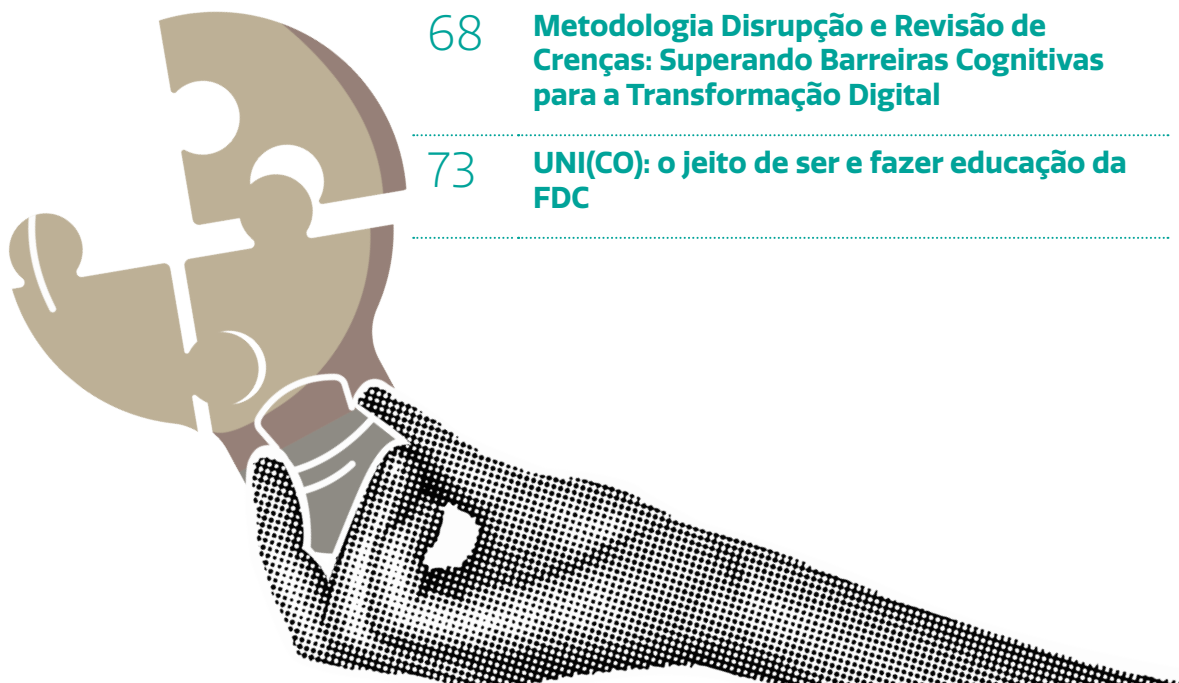 68
Metodologia Disrupção e Revisão de
Crenças: Superando Barreiras Cognitivas
para a Transformação Digital
73
UNI(CO): o jeito de ser e fazer educação da
FDC